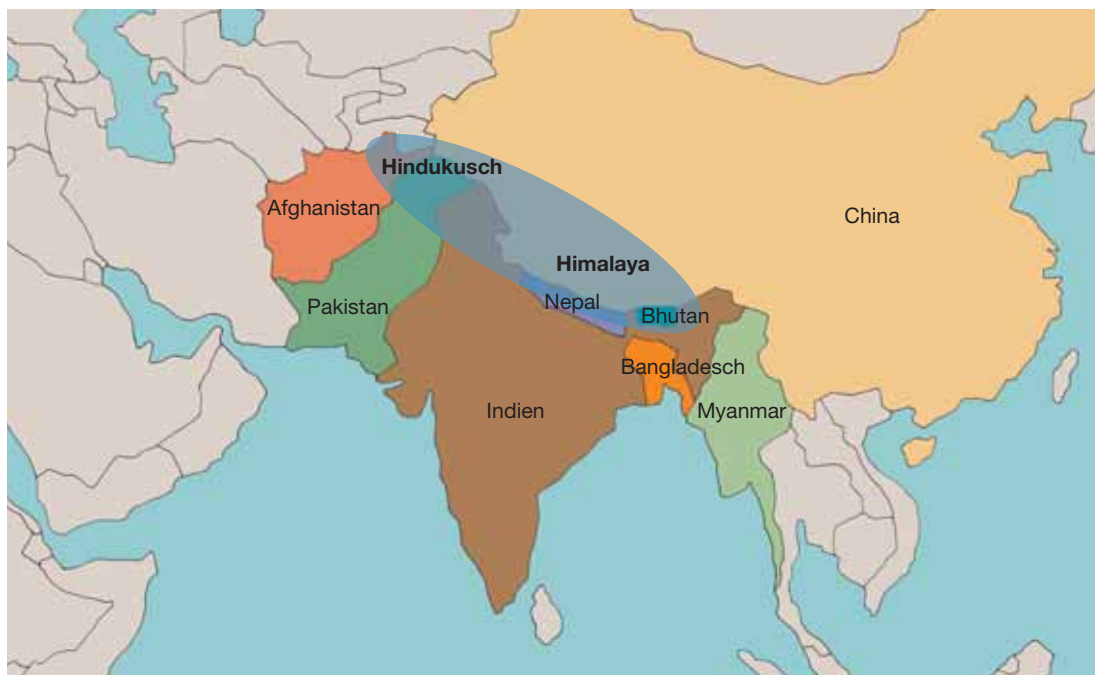 Hindukusch
Afghanistan
China
Himalaya
Pakistan
Nepal
Bhutan
Bangladesch
Indien
Myanmar